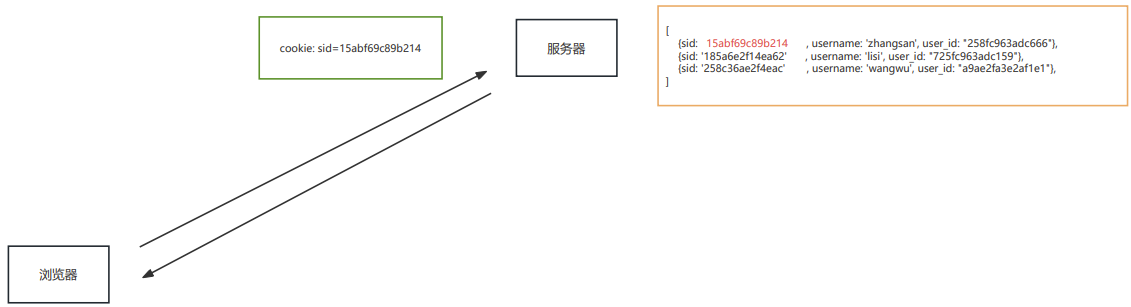 cookie: sid=15abf69c89b214
服务器
[
{sid: 15abf69c89b214 , username: 'zhangsan', user_id: "258fc963adc666"},
{sid: '185a6e2f14ea62' , username: 'lisi', user_id: "725fc963adc159"},
{sid: '258c36ae2f4eac' , username: 'wangwu', user_id: "a9ae2fa3e2af1e1"},
]
浏览器